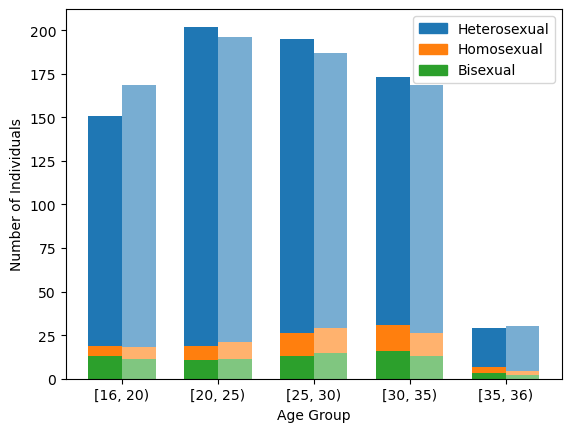 200
175
150
125
100
75
50
25
0
Number of Individuals
Heterosexual
Homosexual
Bisexual
[16, 20)
[20, 25)
[25, 30)
[30, 35)
[35, 36)
Age Group